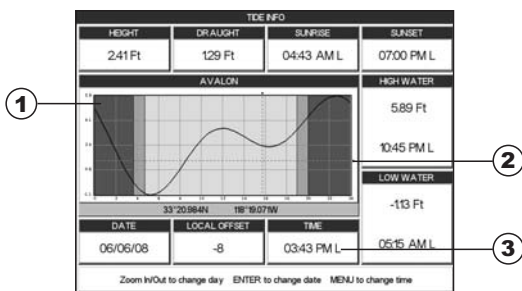 TIDE INFO
HEIGHT DRAUGHT SUNRISE SUNSET
2.41 Ft 1.29 Ft 04:43 AM L 07:00 PM L
AVALON HIGH WATER
1
5.89 Ft
10:45 PM L
2
LOW WATER
33°20.984N 118°19.071W
-1.13 Ft
DATE LOCAL OFFSET TIME
06/06/08 -8 03:43 PM L 05:15 AM L
3
Zoom In/Out to change day ENTER to change date MENU to change time